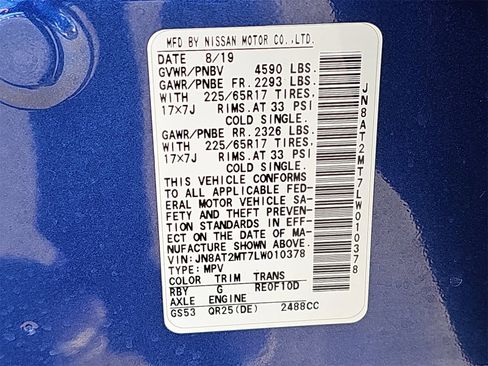 MFD BY NISSAN MOTOR CO.,LTD.
DATE 8/19
GVWR/PNBV 4590 LBS
GAWR/PNBE FR. 2293 LBS.
WITH 225/65R17 TIRES,
17×7J RIMS. AT 33 PSI
COLD SINGLE.
GAWR/PNBE RR. 2326 LBS.
WITH 225/65R17 TIRES,
17×7J RIMS. AT 33 PSI
COLD SINGLE.
THIS VEHICLE CONFORMS
TO ALL APPLICABLE FED-
ERAL MOTOR VEHICLE SA-
FETY AND THEFT PREVEN-
TION STANDARDS IN EFF-
ECT ON THE DATE OF MA-
NUFACTURE SHOWN ABOVE.
VIN: JN8AT2MT7LW010378
TYPE: MPV
COLOR TRIM TRANS
RBY G RE0F10D
AXLE ENGINE
GS53 QR25(DE) 2488CC
JN8AT2MT7LW010378